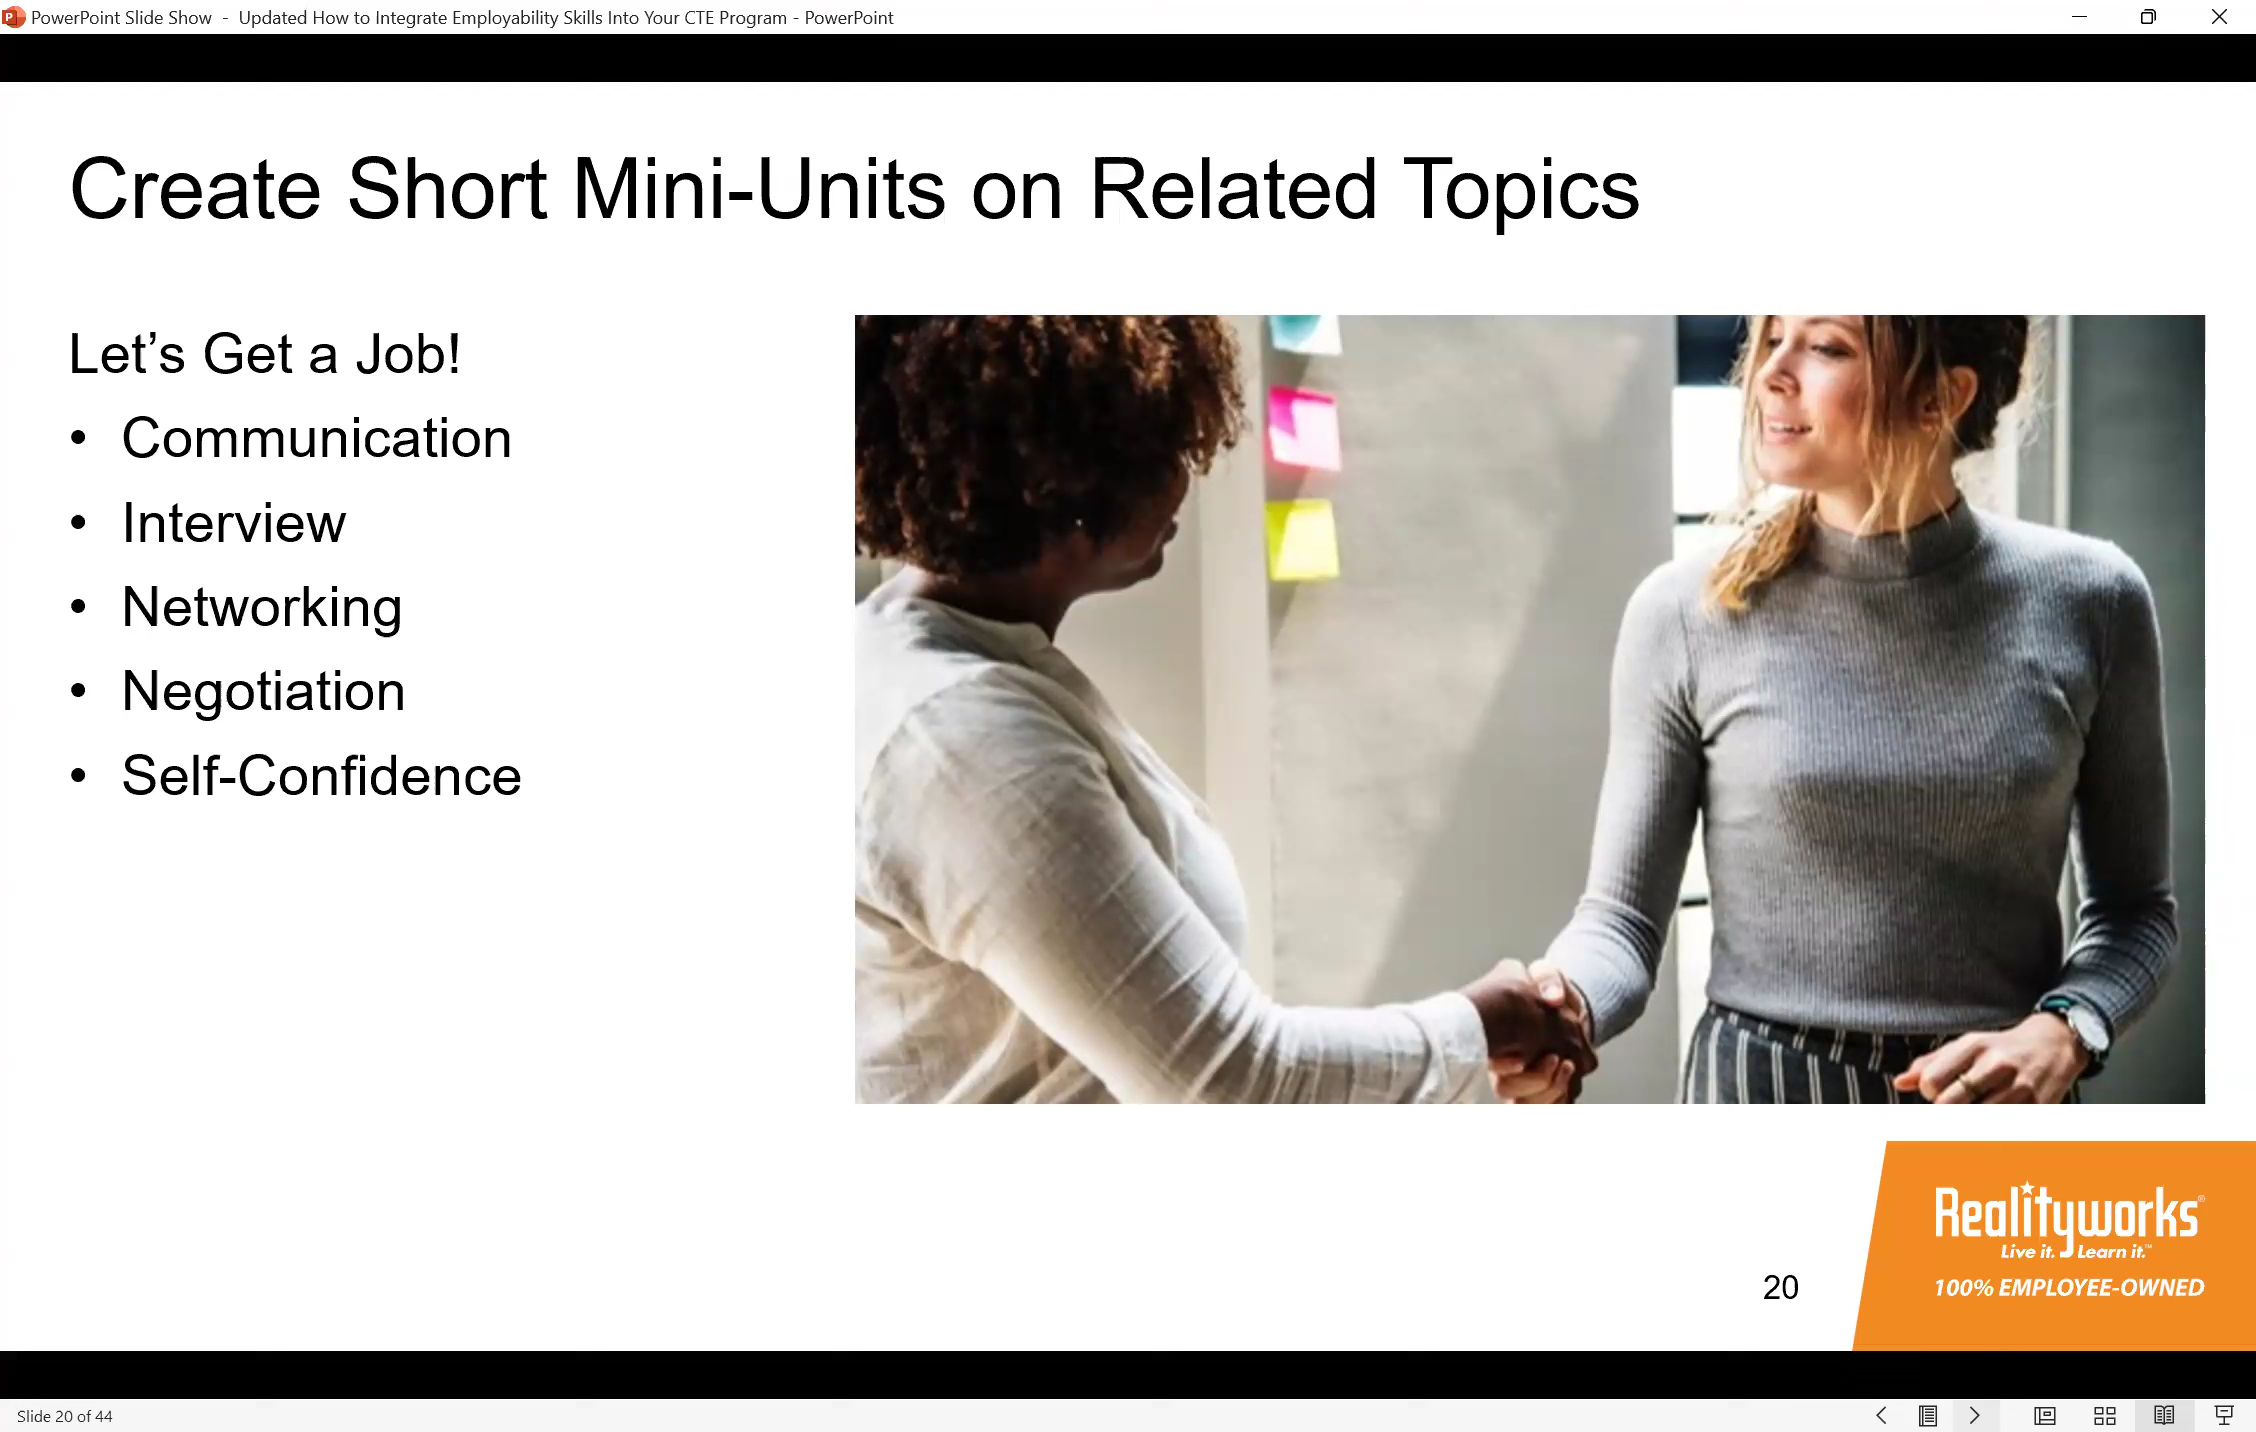 PowerPoint Slide Show - Updated How to Integrate Employability Skills Into Your CTE Program - PowerPoint
Create Short Mini-Units on Related Topics
Let’s Get a Job!
• Communication
• Interview
• Networking
• Negotiation
• Self-Confidence
Realityworks®
Live it. Learn it.™
100% EMPLOYEE-OWNED
20
Slide 20 of 44